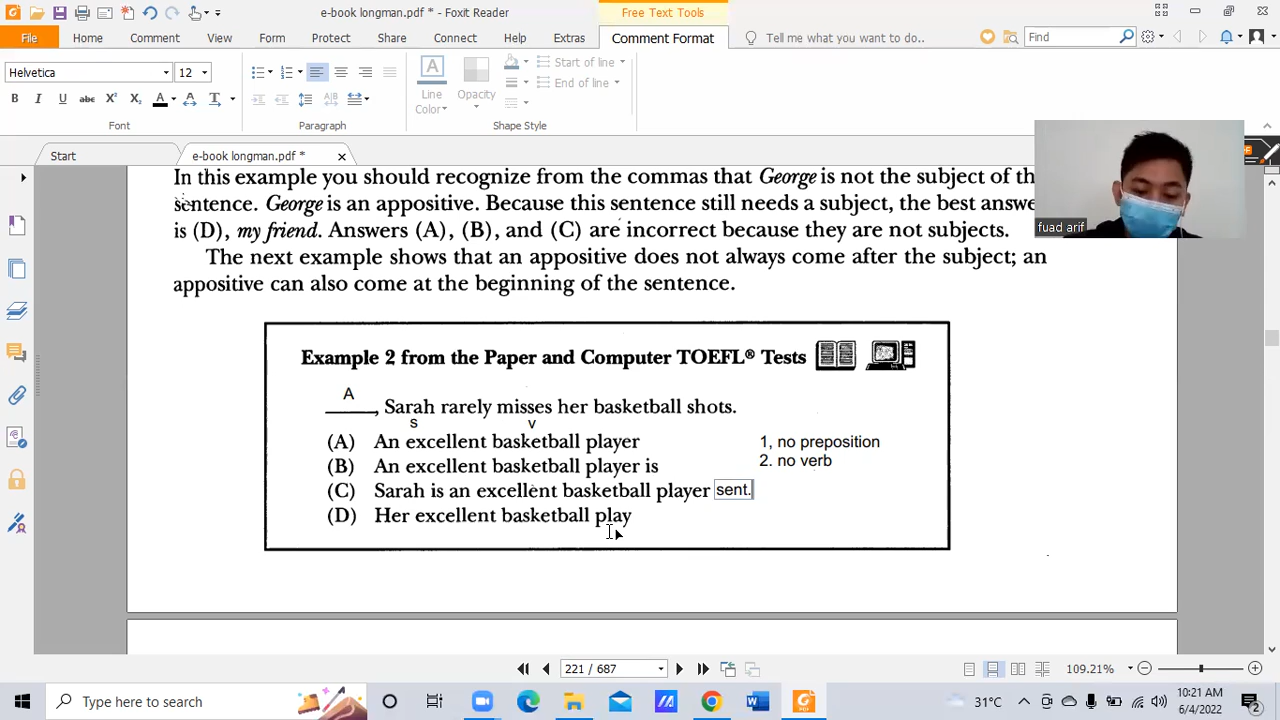 e-book longman.pdf * - Foxit Reader
Free Text Tools
File
Home
Comment
View
Form
Protect
Share
Connect
Help
Extras
Comment Format
Tell me what you want to do..
Find
Helvetica
12
Font
Paragraph
Line
Color
Opacity
Start of line
End of line
Shape Style
Start
e-book longman.pdf *
In this example you should recognize from the commas that George is not the subject of th
sentence. George is an appositive. Because this sentence still needs a subject, the best answe
is (D), my friend. Answers (A), (B), and (C) are incorrect because they are not subjects.
The next example shows that an appositive does not always come after the subject; an
appositive can also come at the beginning of the sentence.
fuad arif
Example 2 from the Paper and Computer TOEFL® Tests
A
_____, Sarah rarely misses her basketball shots.
s v
(A) An excellent basketball player
(B) An excellent basketball player is
(C) Sarah is an excellent basketball player sent.
(D) Her excellent basketball play
1, no preposition
2. no verb
221 / 687
109.21%
Type here to search
31°C
10:21 AM
6/4/2022
2